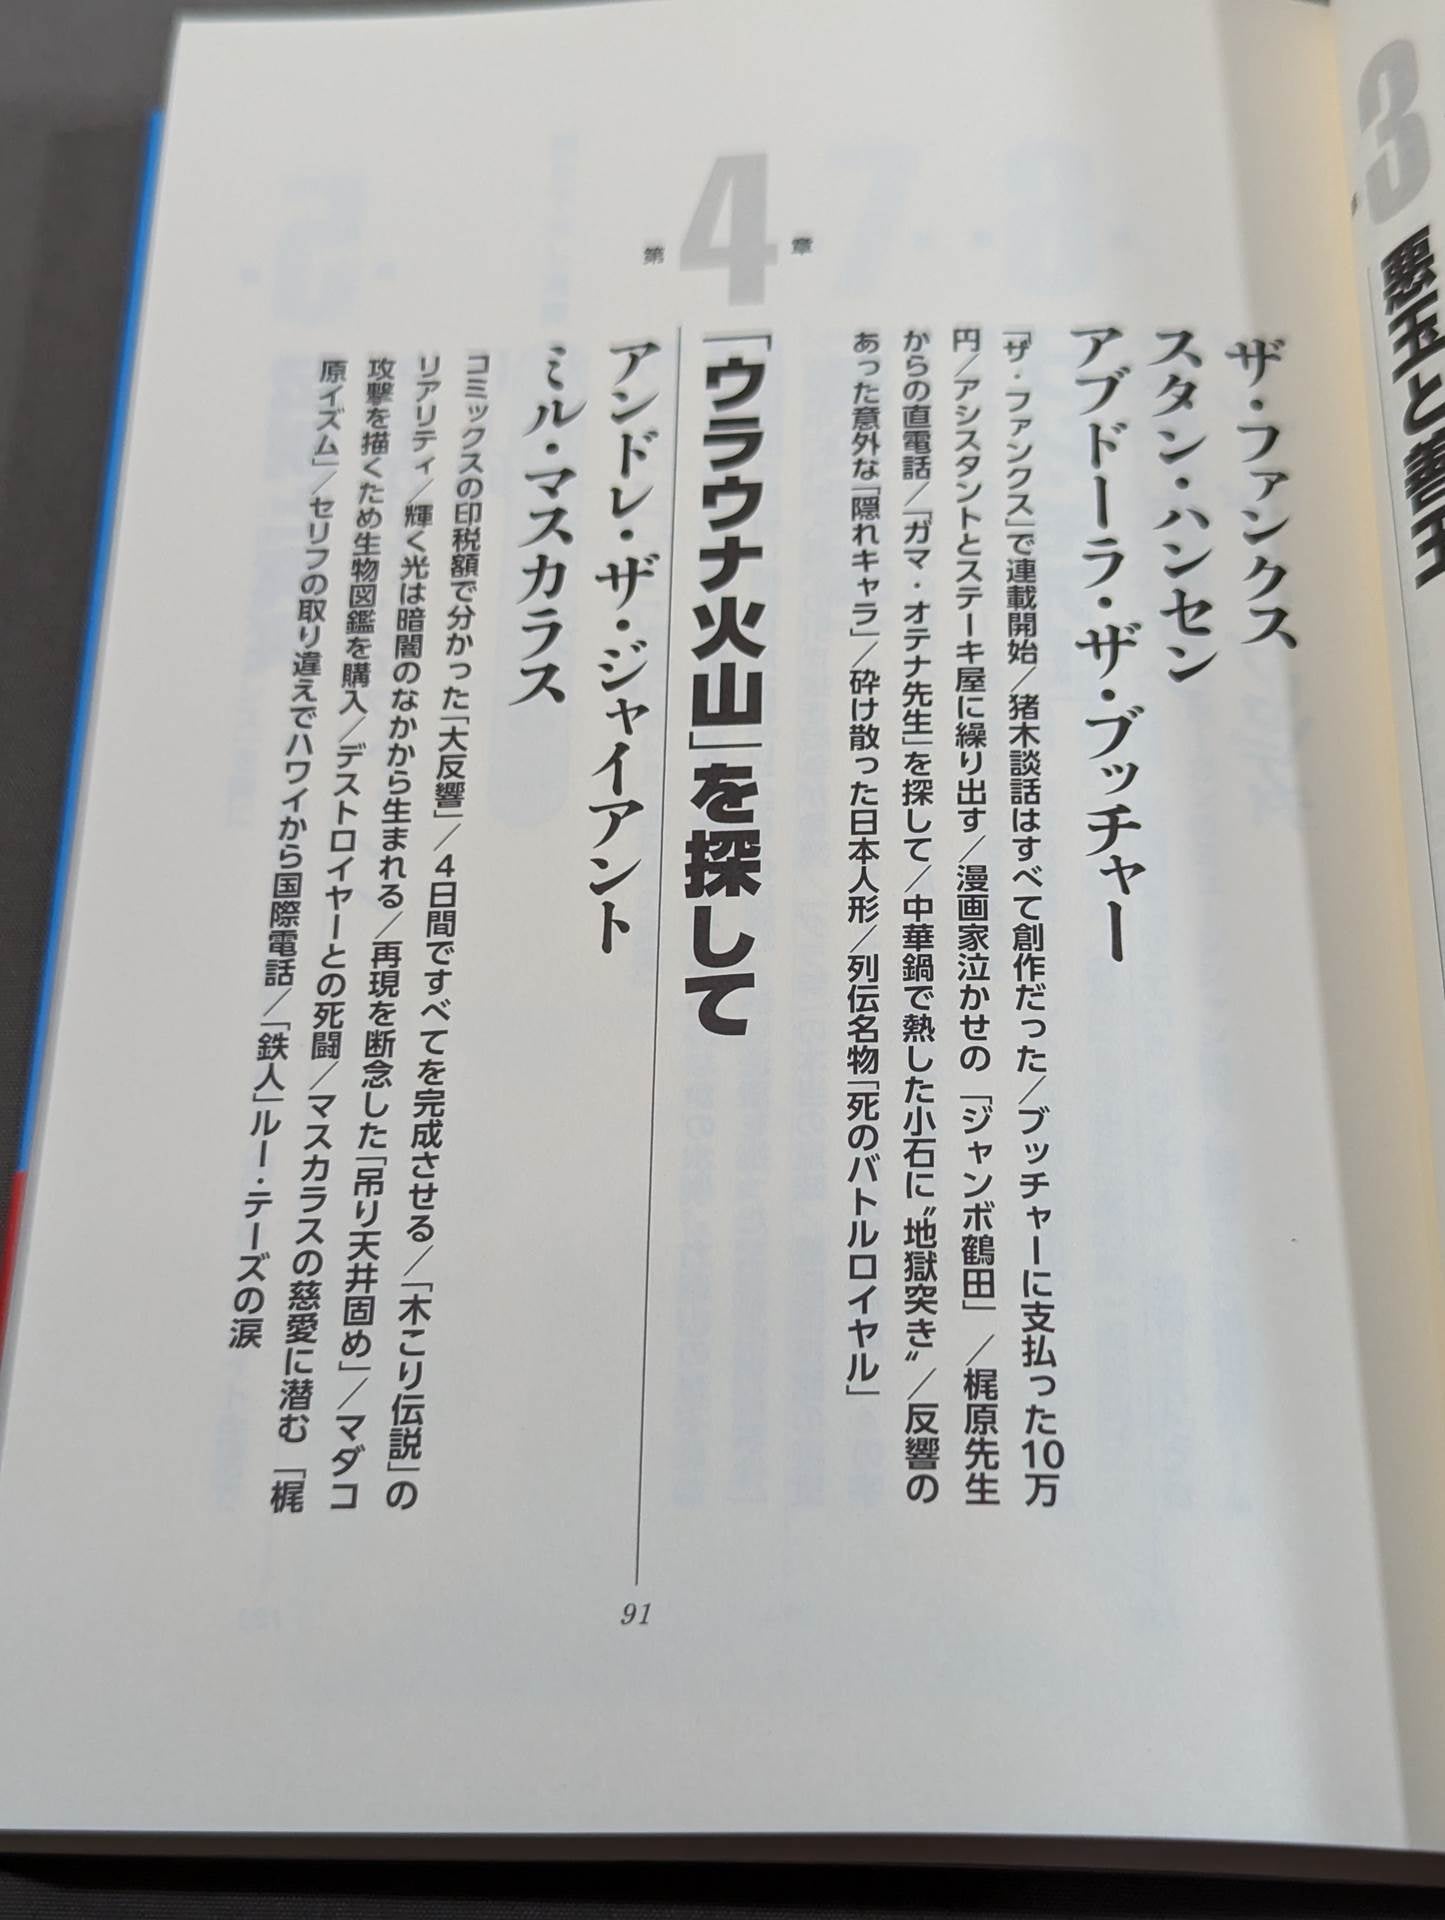 3
悪玉と善玉
ザ・ファンクス
スタン・ハンセン
アブドーラ・ザ・ブッチャー
「ザ・ファンクス」で連載開始/猪木談話はすべて創作だった/ブッチャーに支払った10万
円/アシスタントとステーキ屋に繰り出す/漫画家泣かせの「ジャンボ鶴田」/梶原先生
からの直電話/「ガマ・オテナ先生」を探して/中華鍋で熱した小石に〝地獄突き〟/反響の
あった意外な「隠れキャラ」/砕け散った日本人形/列伝名物「死のバトルロイヤル」
第4章
「ウラウナ火山」を探して
91
アンドレ・ザ・ジャイアント
ミル・マスカラス
コミックスの印税額で分かった「大反響」/4日間ですべてを完成させる/「木こり伝説」の
リアリティ/輝く光は暗闇のなかから生まれる/再現を断念した「吊り天井固め」/マダコ
攻撃を描くため生物図鑑を購入/デストロイヤーとの死闘/マスカラスの慈愛に潜む「梶
原イズム」/セリフの取り違えでハワイから国際電話/「鉄人」ルー・テーズの涙